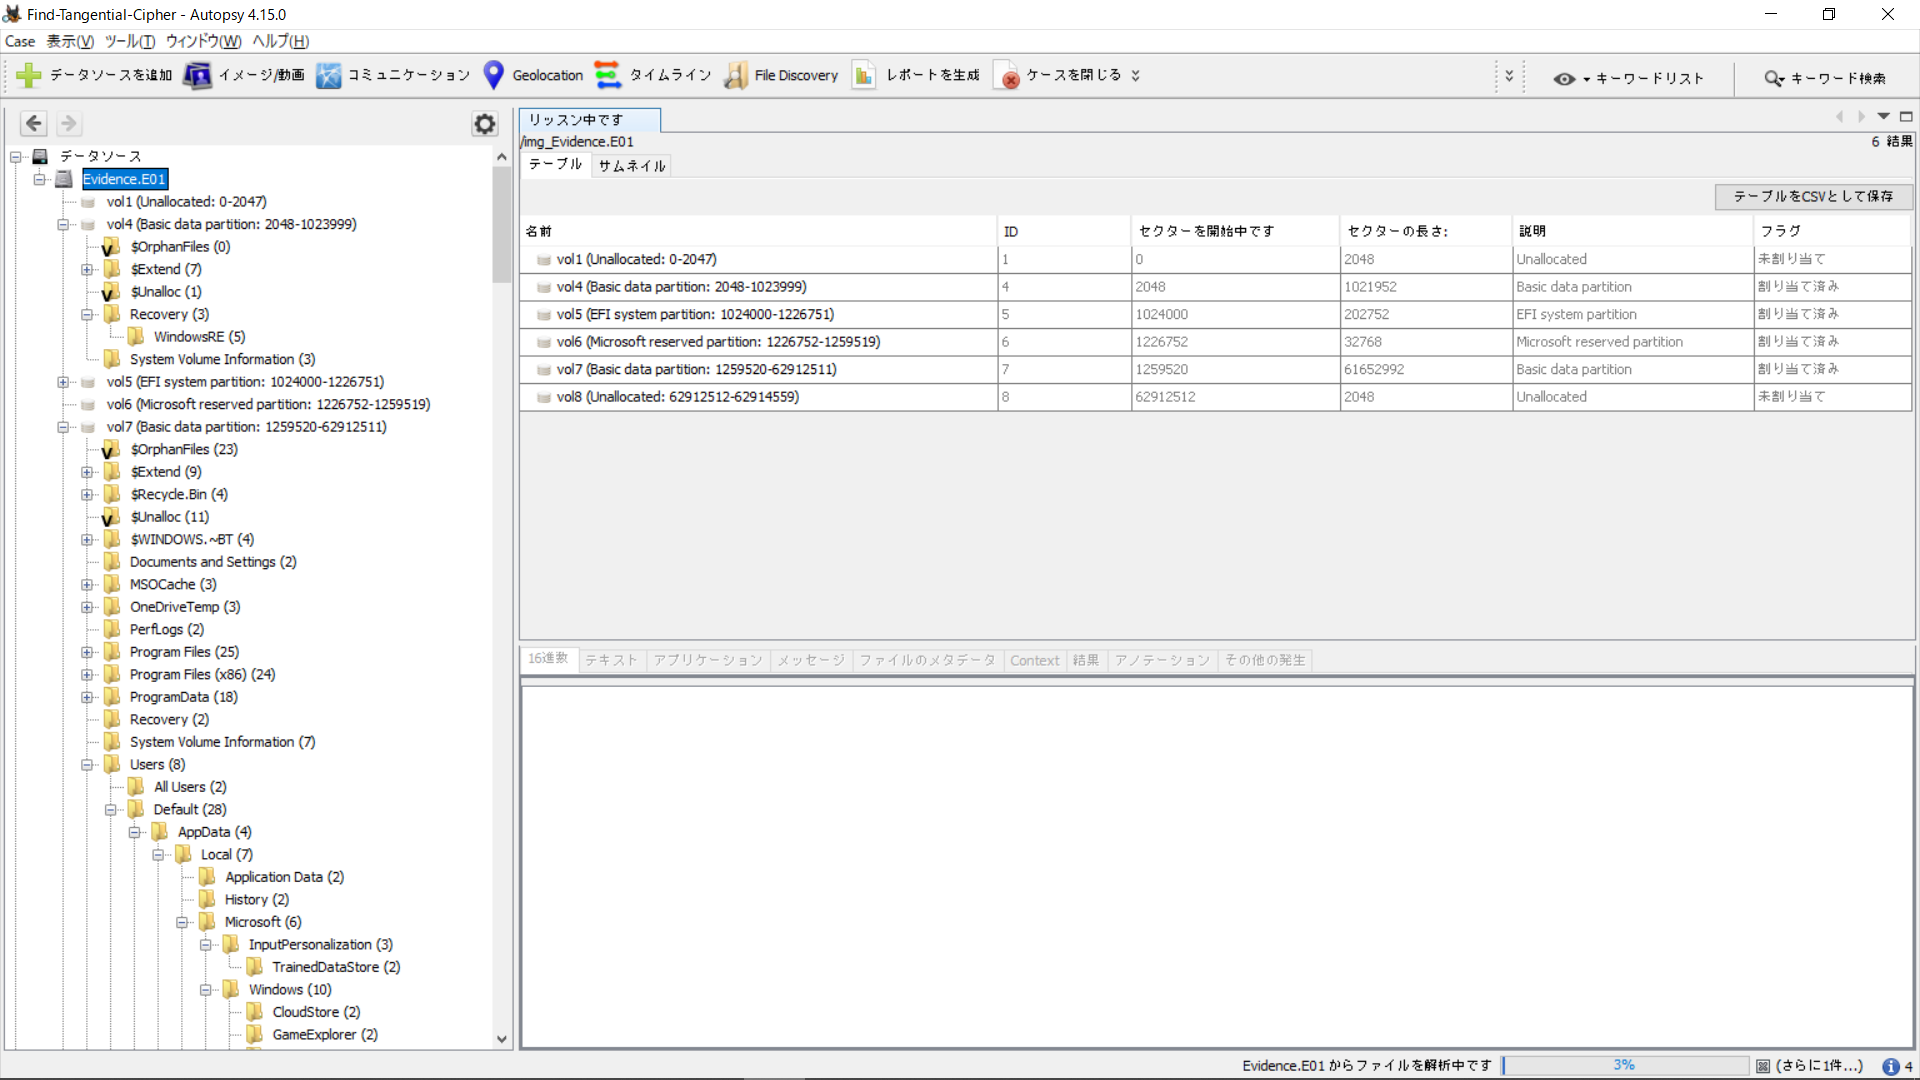 Find-Tangential-Cipher - Autopsy 4.15.0
Case 表示(V) ツール(T) ウィンドウ(W) ヘルプ(H)
データソースを追加 イメージ/動画 コミュニケーション Geolocation タイムライン File Discovery レポートを生成 ケースを閉じる キーワードリスト キーワード検索
データソース
Evidence.E01
vol1 (Unallocated: 0-2047)
vol4 (Basic data partition: 2048-1023999)
$OrphanFiles (0)
$Extend (7)
$Unalloc (1)
Recovery (3)
WindowsRE (5)
System Volume Information (3)
vol5 (EFI system partition: 1024000-1226751)
vol6 (Microsoft reserved partition: 1226752-1259519)
vol7 (Basic data partition: 1259520-62912511)
$OrphanFiles (23)
$Extend (9)
$Recycle.Bin (4)
$Unalloc (11)
$WINDOWS.~BT (4)
Documents and Settings (2)
MSOCache (3)
OneDriveTemp (3)
PerfLogs (2)
Program Files (25)
Program Files (x86) (24)
ProgramData (18)
Recovery (2)
System Volume Information (7)
Users (8)
All Users (2)
Default (28)
AppData (4)
Local (7)
Application Data (2)
History (2)
Microsoft (6)
InputPersonalization (3)
TrainedDataStore (2)
Windows (10)
CloudStore (2)
GameExplorer (2)
リッスン中です
/img_Evidence.E01 6 結果
テーブル サムネイル
テーブルをCSVとして保存
名前 ID セクターを開始中です セクターの長さ: 説明 フラグ
vol1 (Unallocated: 0-2047) 1 0 2048 Unallocated 未割り当て
vol4 (Basic data partition: 2048-1023999) 4 2048 1021952 Basic data partition 割り当て済み
vol5 (EFI system partition: 1024000-1226751) 5 1024000 202752 EFI system partition 割り当て済み
vol6 (Microsoft reserved partition: 1226752-1259519) 6 1226752 32768 Microsoft reserved partition 割り当て済み
vol7 (Basic data partition: 1259520-62912511) 7 1259520 61652992 Basic data partition 割り当て済み
vol8 (Unallocated: 62912512-62914559) 8 62912512 2048 Unallocated 未割り当て
16進数 テキスト アプリケーション メッセージ ファイルのメタデータ Context 結果 アノテーション その他の発生
Evidence.E01 からファイルを解析中です 3% (さらに1件...) 4